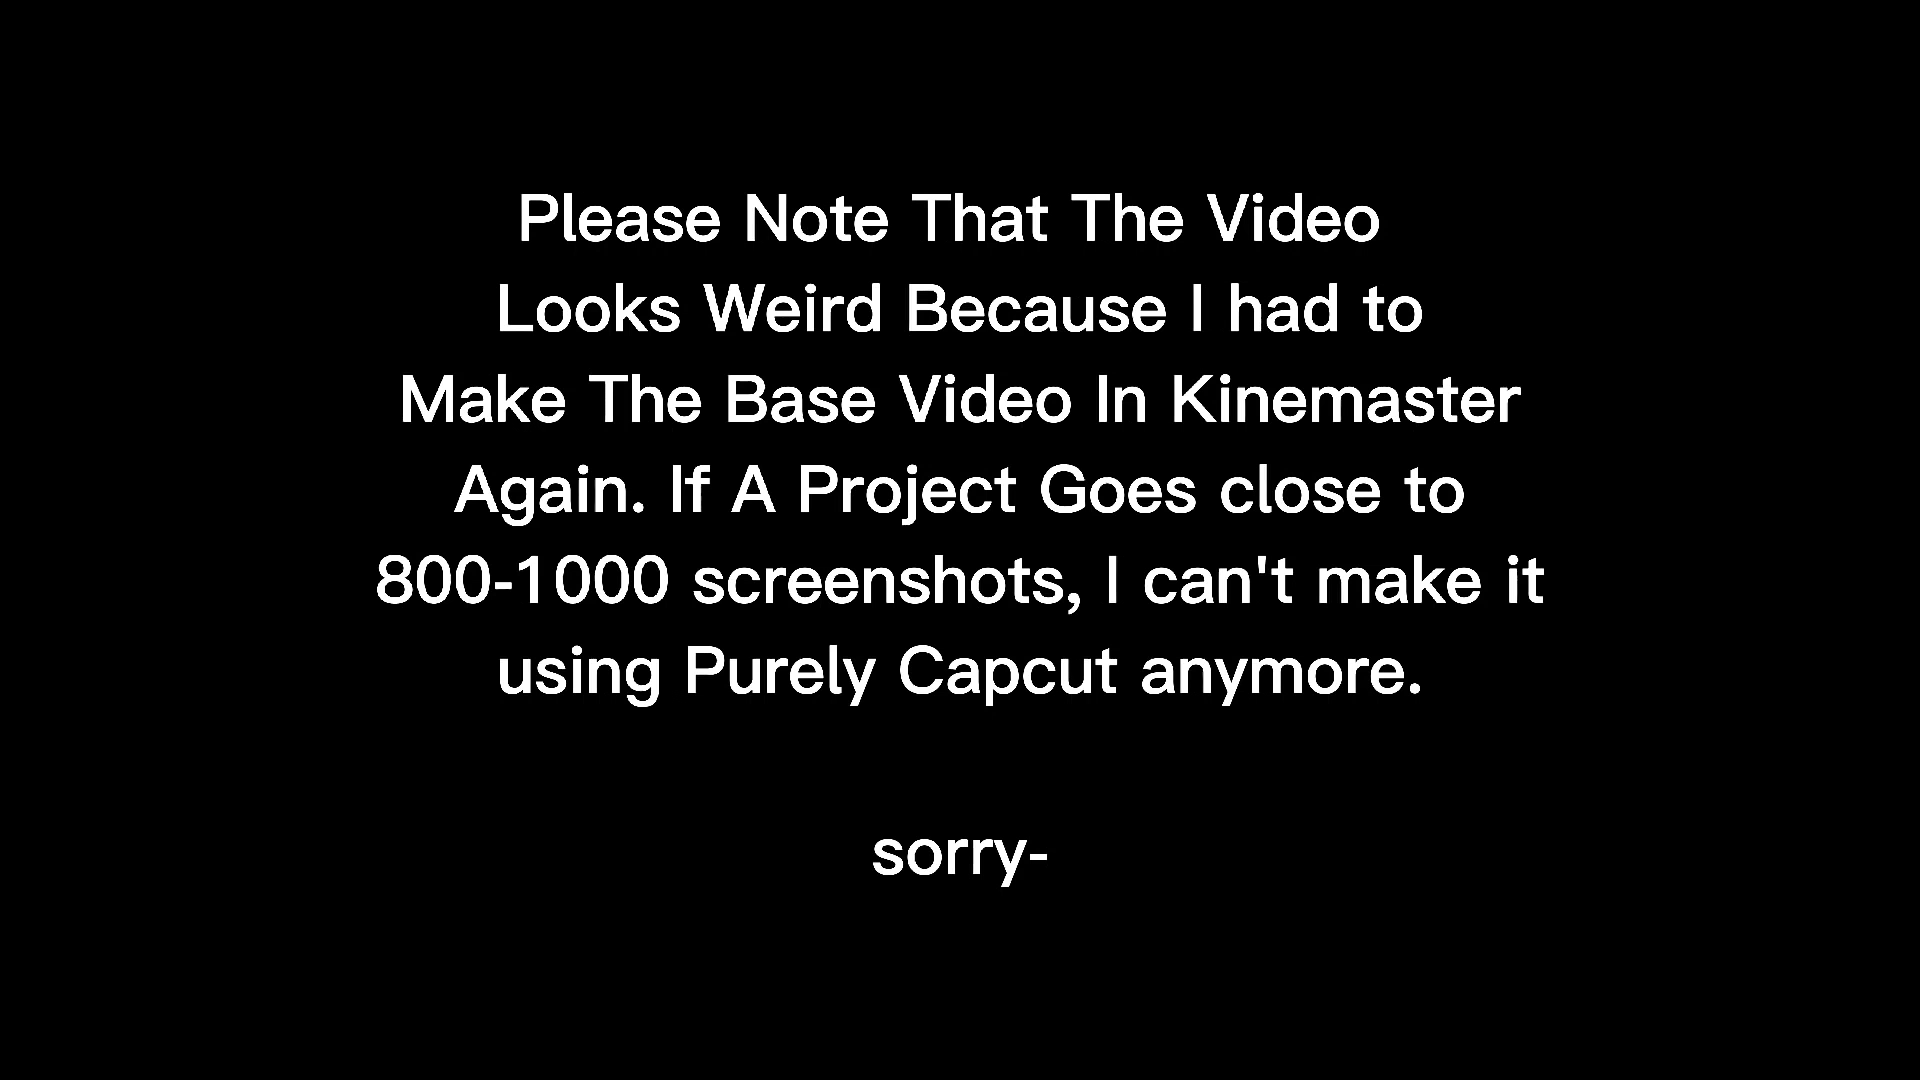 Please Note That The Video
Looks Weird Because I had to
Make The Base Video In Kinemaster
Again. If A Project Goes close to
800-1000 screenshots, I can't make it
using Purely Capcut anymore.
sorry-